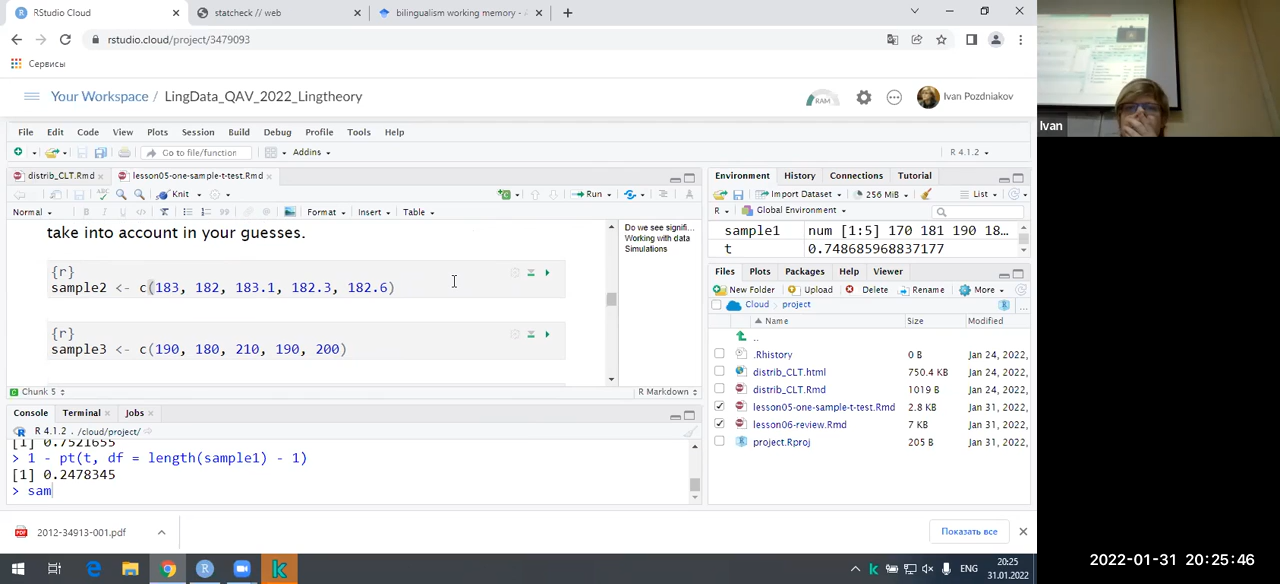 RStudio Cloud
statcheck // web
bilingualism working memory -
rstudio.cloud/project/3479093
Сервисы
Your Workspace / LingData_QAV_2022_Lingtheory
RAM
Ivan Pozdniakov
File Edit Code View Plots Session Build Debug Profile Tools Help
Go to file/function
Addins
R 4.1.2
distrib_CLT.Rmd
lesson05-one-sample-t-test.Rmd
Knit
Run
Normal
B I U
Format Insert Table
take into account in your guesses.
{r}
sample2 <- c(183, 182, 183.1, 182.3, 182.6)
{r}
sample3 <- c(190, 180, 210, 190, 200)
Do we see signifi...
Working with data
Simulations
Chunk 5
R Markdown
Console Terminal Jobs
R 4.1.2 . /cloud/project/
[1] 0.7521655
> 1 - pt(t, df = length(sample1) - 1)
[1] 0.2478345
> sam
Environment History Connections Tutorial
Import Dataset
256 MiB
List
R
Global Environment
sample1 num [1:5] 170 181 190 18...
t 0.748685968837177
Files Plots Packages Help Viewer
New Folder Upload Delete Rename More
Cloud project
Name Size Modified
..
.Rhistory 0 B Jan 24, 2022,
distrib_CLT.html 750.4 KB Jan 24, 2022,
distrib_CLT.Rmd 1019 B Jan 24, 2022,
lesson05-one-sample-t-test.Rmd 2.8 KB Jan 31, 2022,
lesson06-review.Rmd 7 KB Jan 31, 2022,
project.Rproj 205 B Jan 31, 2022,
2012-34913-001.pdf
Показать все
ENG
20:25
31.01.2022
Ivan
2022-01-31 20:25:46